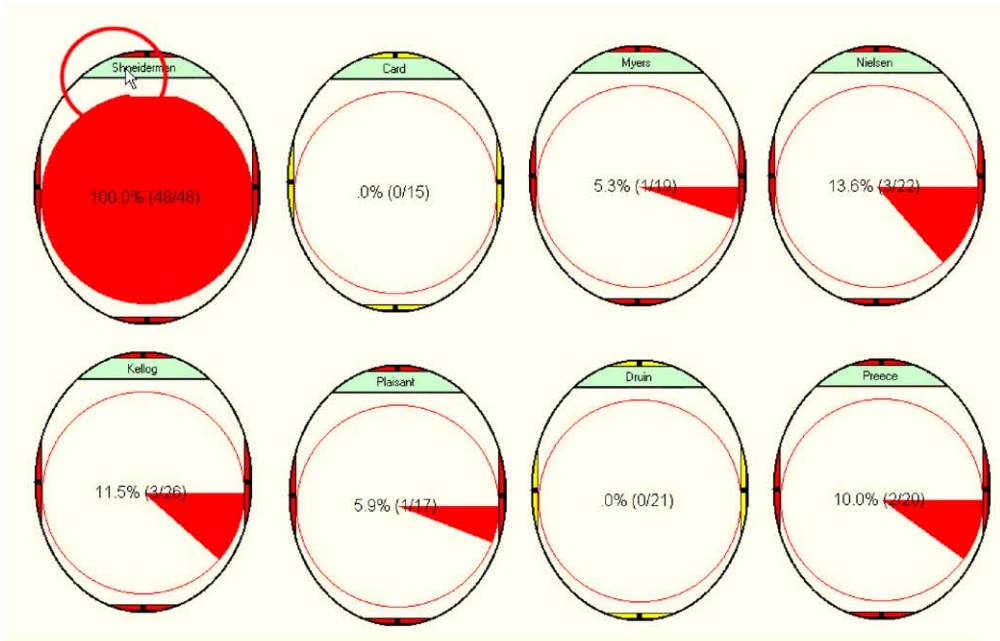 Shneiderman
Card
Myers
Nielsen
100.0% (48/48)
.0% (0/15)
5.3% (1/19)
13.6% (3/22)
Kellog
Plaisant
Druin
Preece
11.5% (3/26)
5.9% (1/17)
.0% (0/21)
10.0% (2/20)